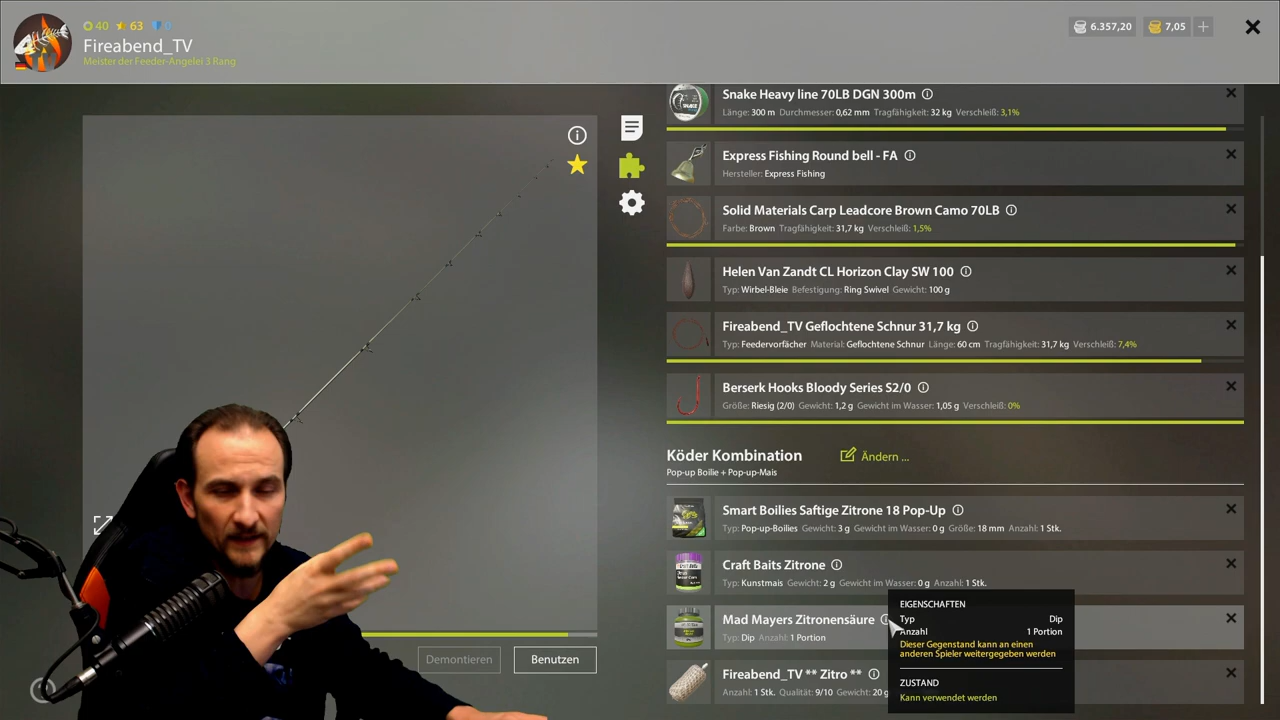 40 63 0
Fireabend_TV
Meister der Feeder-Angelei 3 Rang
6.357,20 7,05
Snake Heavy line 70LB DGN 300m
Länge: 300 m Durchmesser: 0,62 mm Tragfähigkeit: 32 kg Verschleiß: 3,1%
Express Fishing Round bell - FA
Hersteller: Express Fishing
Solid Materials Carp Leadcore Brown Camo 70LB
Farbe: Brown Tragfähigkeit: 31,7 kg Verschleiß: 1,5%
Helen Van Zandt CL Horizon Clay SW 100
Typ: Wirbel-Bleie Befestigung: Ring Swivel Gewicht: 100 g
Fireabend_TV Geflochtene Schnur 31,7 kg
Typ: Feedervorfächer Material: Geflochtene Schnur Länge: 60 cm Tragfähigkeit: 31,7 kg Verschleiß: 7,4%
Berserk Hooks Bloody Series S2/0
Größe: Riesig (2/0) Gewicht: 1,2 g Gewicht im Wasser: 1,05 g Verschleiß: 0%
Köder Kombination Ändern ...
Pop-up Boilie + Pop-up-Mais
Smart Boilies Saftige Zitrone 18 Pop-Up
Typ: Pop-up-Boilies Gewicht: 3 g Gewicht im Wasser: 0 g Größe: 18 mm Anzahl: 1 Stk.
Craft Baits Zitrone
Typ: Kunstmais Gewicht: 2 g Gewicht im Wasser: 0 g Anzahl: 1 Stk.
Mad Mayers Zitronensäure
Typ: Dip Anzahl: 1 Portion
Fireabend_TV ** Zitro **
Anzahl: 1 Stk. Qualität: 9/10 Gewicht: 20 g
EIGENSCHAFTEN
Typ Dip
Anzahl 1 Portion
Dieser Gegenstand kann an einen
anderen Spieler weitergegeben werden
ZUSTAND
Kann verwendet werden
Demontieren Benutzen